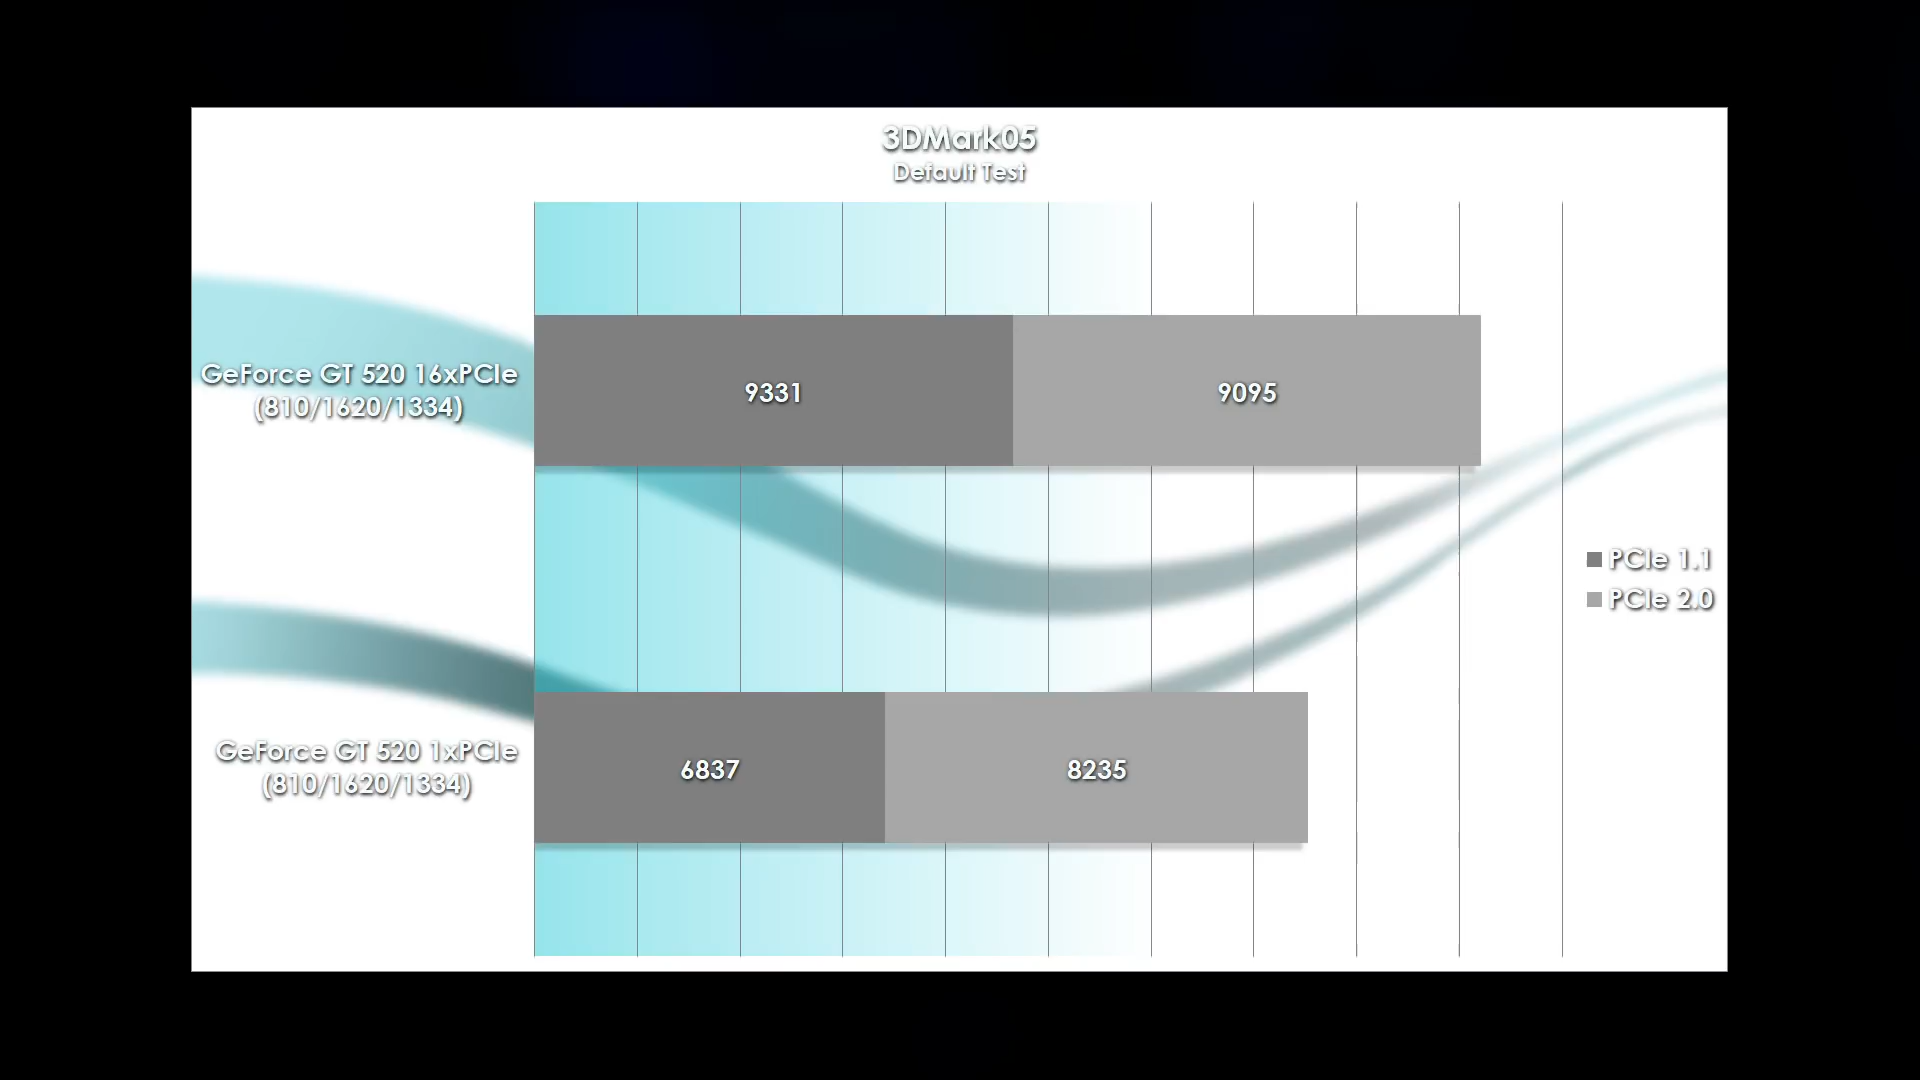 3DMark05
Default Test
GeForce GT 520 16xPCIe
(810/1620/1334)
9331
9095
PCIe 1.1
PCIe 2.0
GeForce GT 520 1xPCIe
(810/1620/1334)
6837
8235